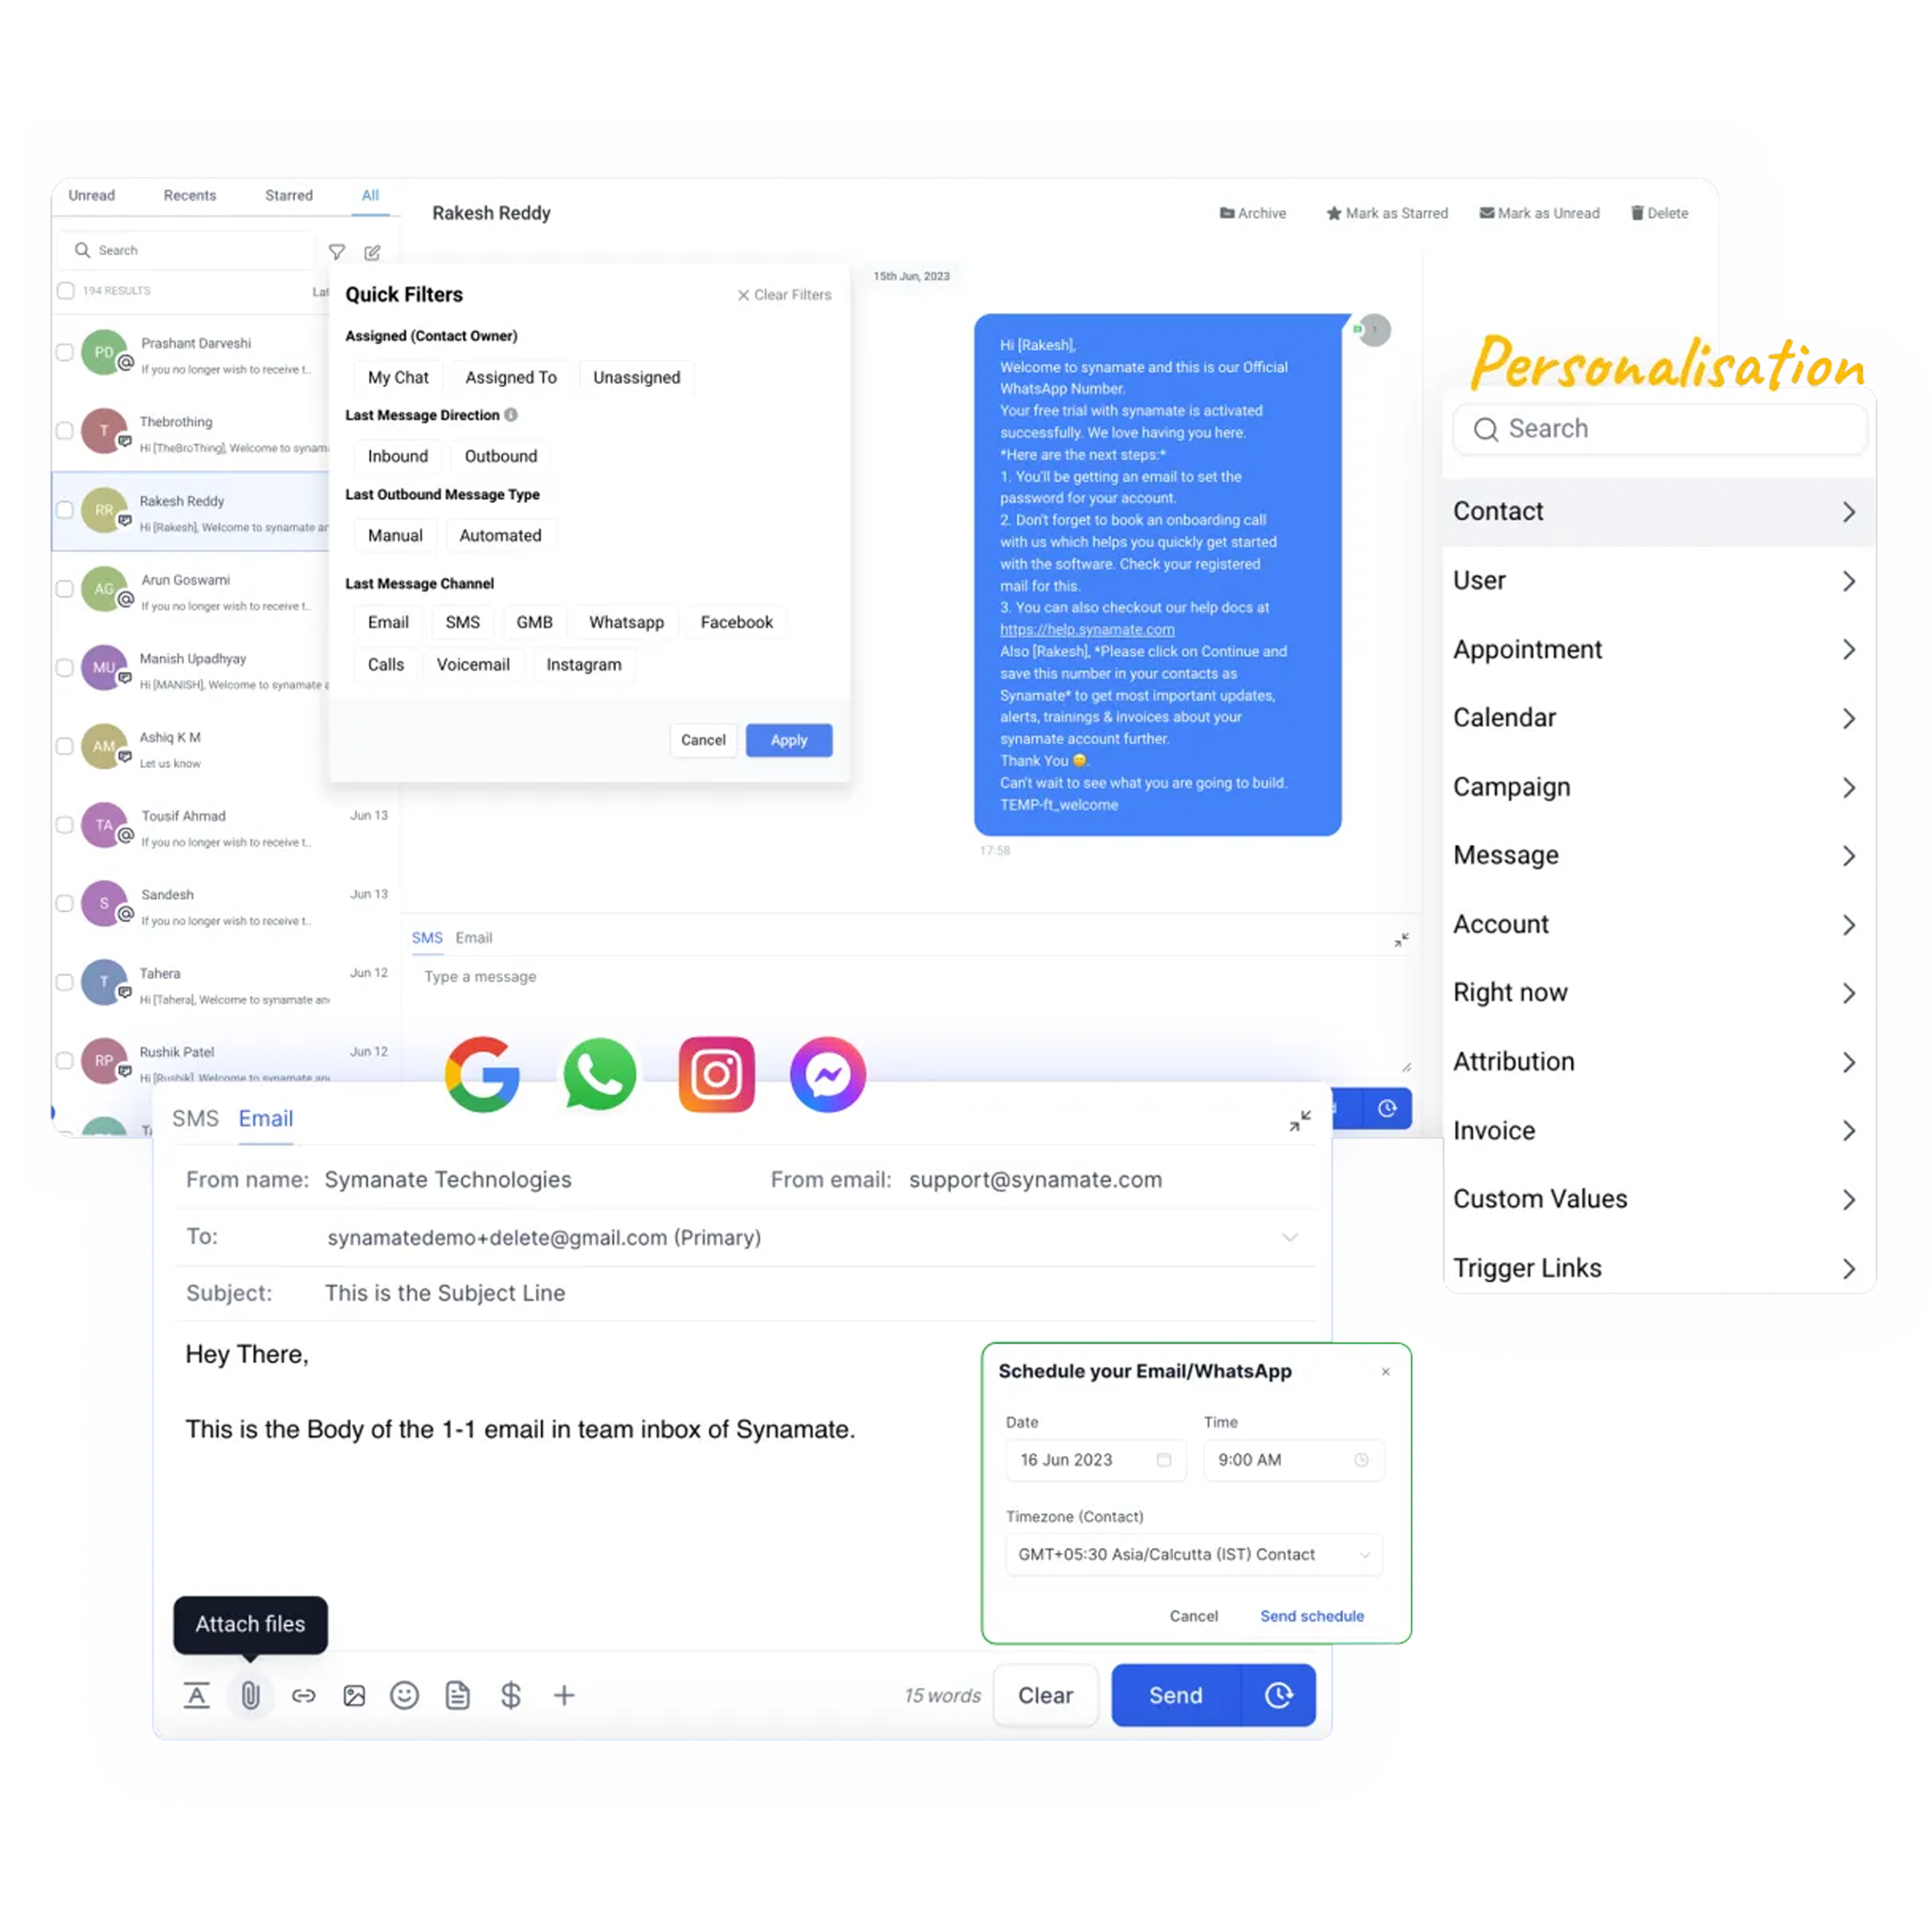 Unread Recents Starred All
Search
194 RESULTS Lat
Prashant Darveshi
If you no longer wish to receive t..
Thebrothing
Hi [TheBroThing], Welcome to synam
Rakesh Reddy
Hi [Rakesh], Welcome to synamate ar
Arun Goswami
If you no longer wish to receive t..
Manish Upadhyay
Hi [MANISH], Welcome to synamate a
Ashiq K M
Let us know
Tousif Ahmad Jun 13
If you no longer wish to receive t..
Sandesh Jun 13
If you no longer wish to receive t..
Tahera Jun 12
Hi [Tahera], Welcome to synamate an
Rushik Patel Jun 12
Hi [Rushik], Welcome to synamate an
PD
T
RR
AG
MU
AM
TA
S
T
RP
Rakesh Reddy
Archive Mark as Starred Mark as Unread Delete
Quick Filters
Clear Filters
Assigned (Contact Owner)
My Chat Assigned To Unassigned
Last Message Direction
Inbound Outbound
Last Outbound Message Type
Manual Automated
Last Message Channel
Email SMS GMB Whatsapp Facebook
Calls Voicemail Instagram
Cancel Apply
15th Jun, 2023
Hi [Rakesh],
Welcome to synamate and this is our Official
WhatsApp Number.
Your free trial with synamate is activated
successfully. We love having you here.
*Here are the next steps:*
1. You'll be getting an email to set the
password for your account.
2. Don't forget to book an onboarding call
with us which helps you quickly get started
with the software. Check your registered
mail for this.
3. You can also checkout our help docs at
https://help.synamate.com
Also [Rakesh], *Please click on Continue and
save this number in your contacts as
Synamate* to get most important updates,
alerts, trainings & invoices about your
synamate account further.
Thank You 😊.
Can't wait to see what you are going to build.
TEMP-ft_welcome
17:58
SMS Email
Type a message
Personalisation
Search
Contact
User
Appointment
Calendar
Campaign
Message
Account
Right now
Attribution
Invoice
Custom Values
Trigger Links
SMS Email
From name: Symanate Technologies From email: support@synamate.com
To: synamatedemo+delete@gmail.com (Primary)
Subject: This is the Subject Line
Hey There,
This is the Body of the 1-1 email in team inbox of Synamate.
Schedule your Email/WhatsApp
Date Time
16 Jun 2023 9:00 AM
Timezone (Contact)
GMT+05:30 Asia/Calcutta (IST) Contact
Cancel Send schedule
Attach files
15 words Clear Send